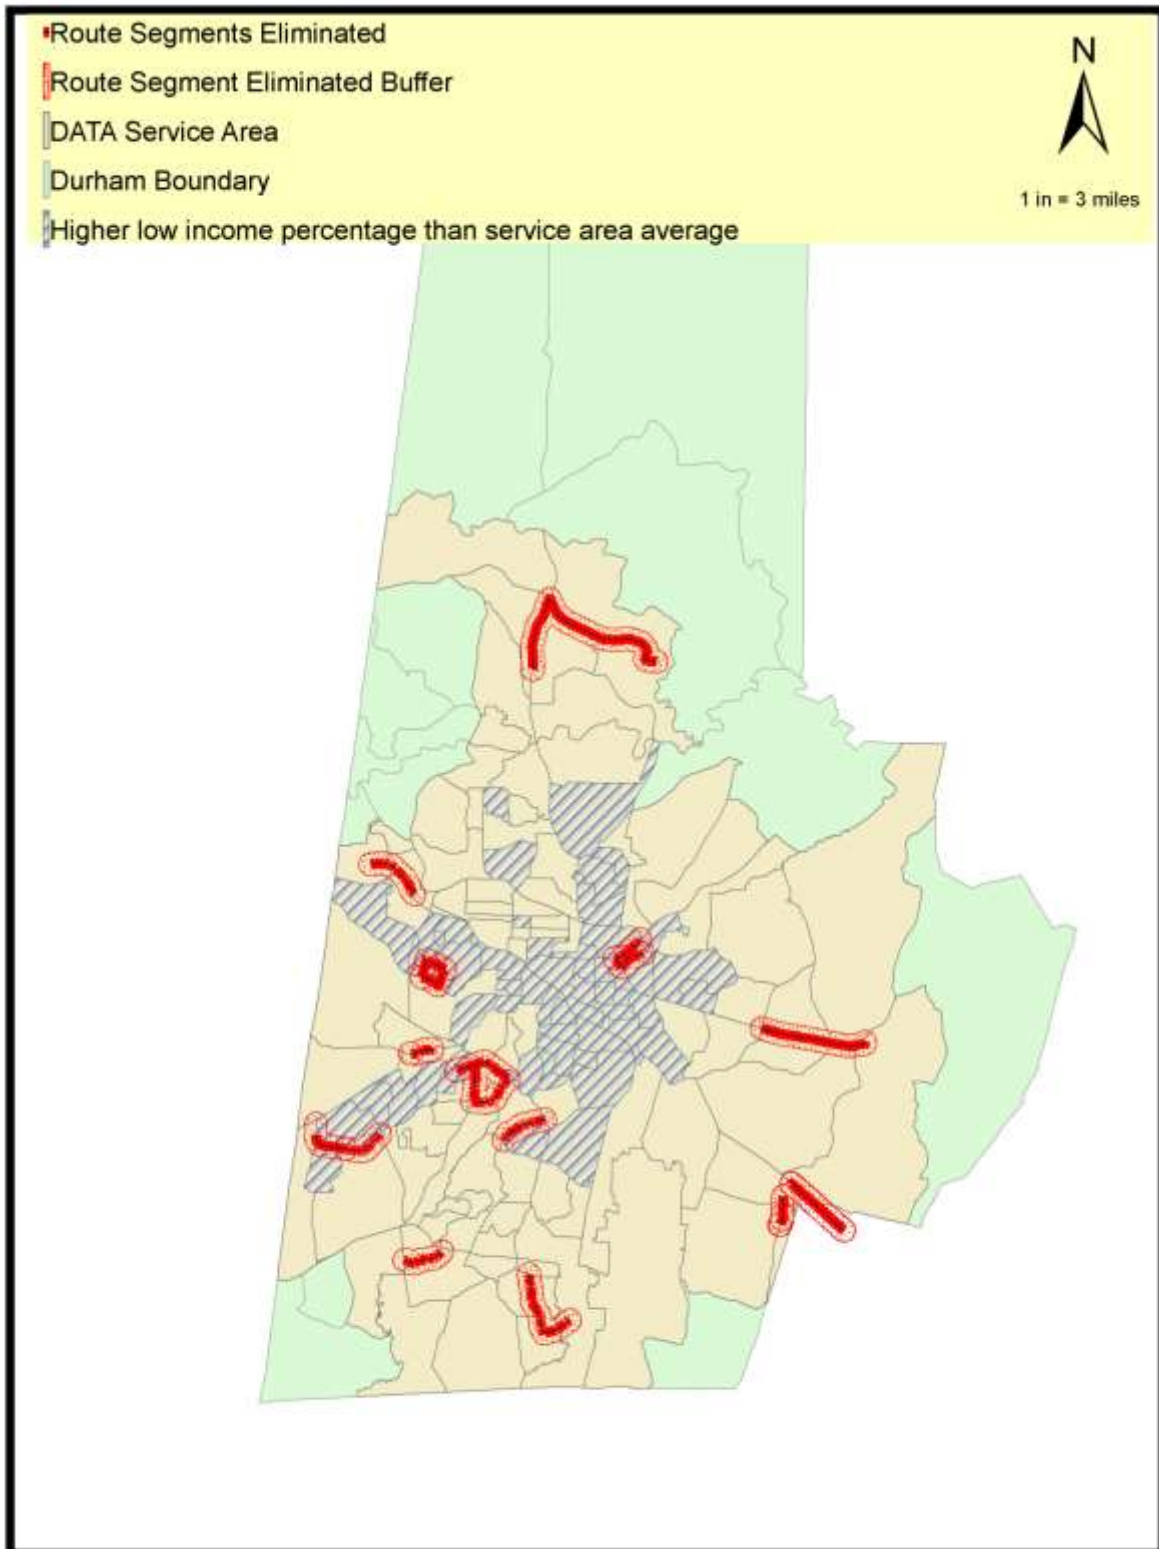 Route Segments Eliminated
Route Segment Eliminated Buffer
DATA Service Area
Durham Boundary
Higher low income percentage than service area average
N
1 in = 3 miles